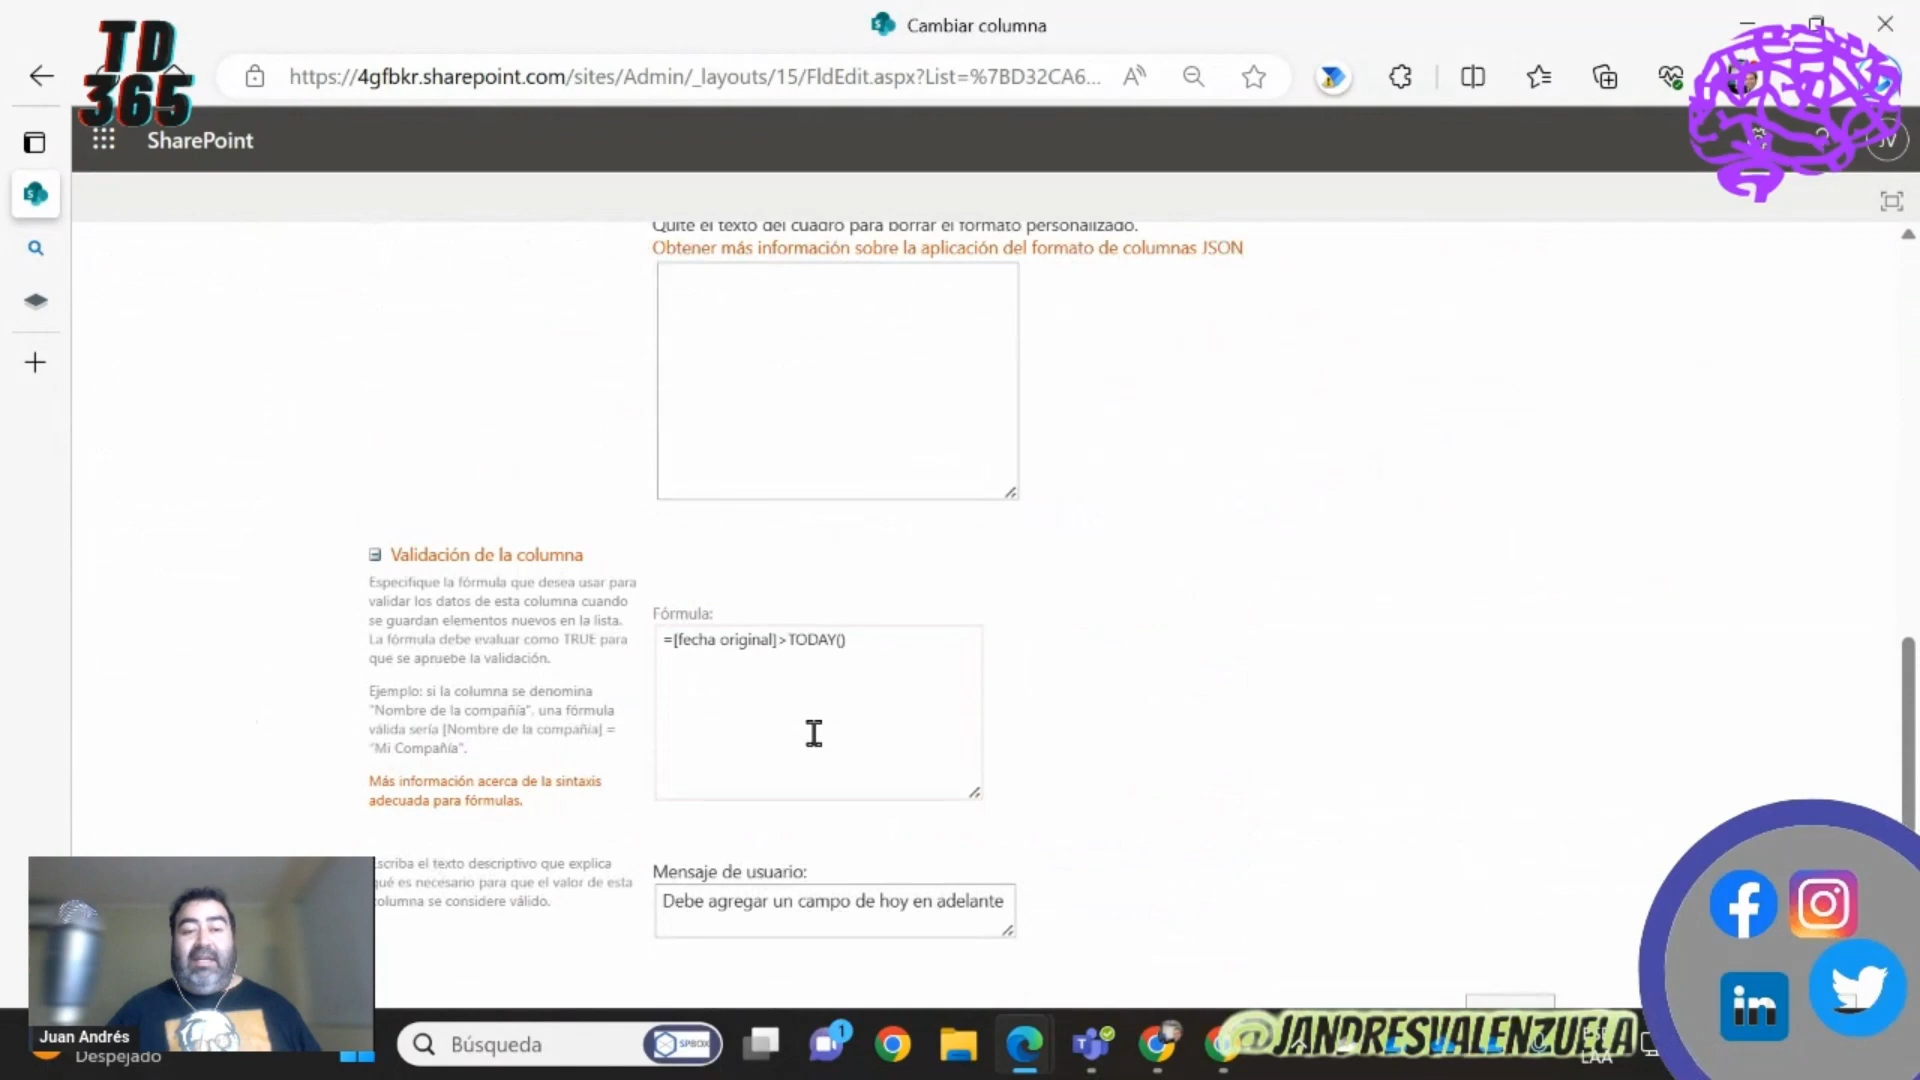 TD
365
Cambiar columna
https://4gfbkr.sharepoint.com/sites/Admin/_layouts/15/FldEdit.aspx?List=%7BD32CA6...
SharePoint
JV
Quite el texto del cuadro para borrar el formato personalizado.
Obtener más información sobre la aplicación del formato de columnas JSON
Validación de la columna
Especifique la fórmula que desea usar para
validar los datos de esta columna cuando
se guardan elementos nuevos en la lista.
La fórmula debe evaluar como TRUE para
que se apruebe la validación.
Fórmula:
=[fecha original]>TODAY()
Ejemplo: si la columna se denomina
"Nombre de la compañía", una fórmula
válida sería [Nombre de la compañía] =
"Mi Compañía".
Más información acerca de la sintaxis
adecuada para fórmulas.
scriba el texto descriptivo que explica
qué es necesario para que el valor de esta
columna se considere válido.
Mensaje de usuario:
Debe agregar un campo de hoy en adelante
Juan Andrés
Despejado
Búsqueda
SPBOX
1
@JANDRESVALENZUELA
ESP
LAA